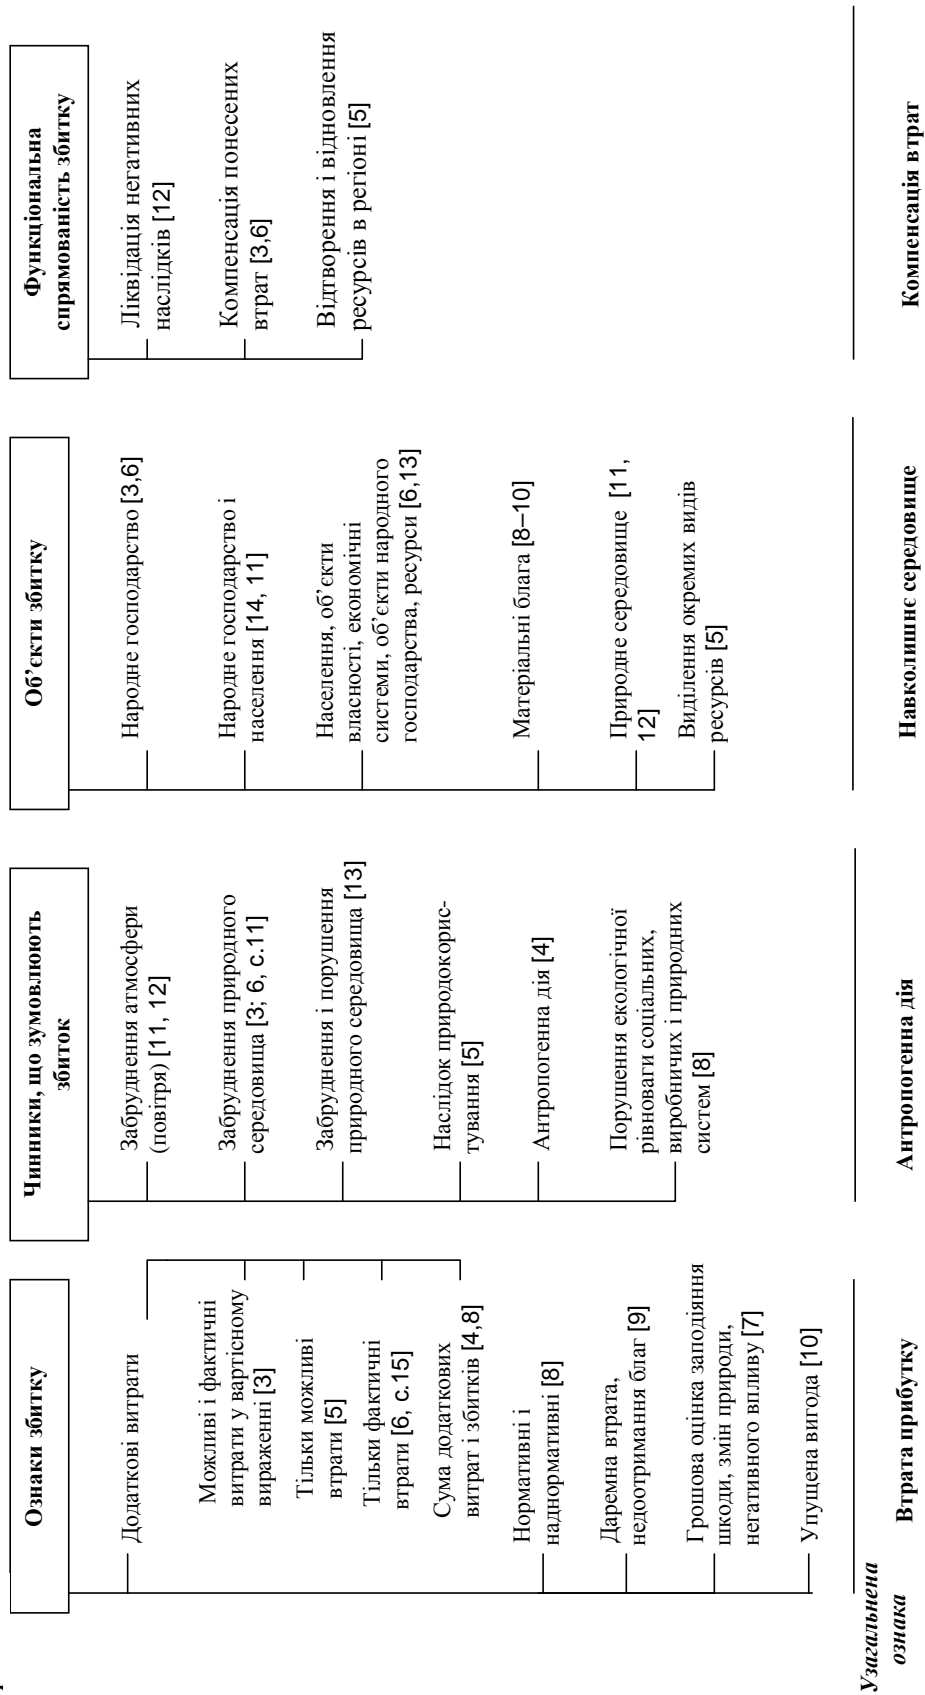 Ознаки збитку
Додаткові витрати
Можливі і фактичні
витрати у вартісному
вираженні [3]
Тільки можливі
втрати [5]
Тільки фактичні
втрати [6, с.15]
Сума додаткових
витрат і збитків [4,8]
Нормативні і
наднормативні [8]
Даремна втрата,
недоотримання благ [9]
Грошова оцінка заподіяння
шкоди, змін природи,
негативного впливу [7]
Упущена вигода [10]
Чинники, що зумовлюють
збиток
Забруднення атмосфери
(повітря) [11, 12]
Забруднення природного
середовища [3; 6, с.11]
Забруднення і порушення
природного середовища [13]
Наслідок природокорис-
тування [5]
Антропогенна дія [4]
Порушення екологічної
рівноваги соціальних,
виробничих і природних
систем [8]
Об’єкти збитку
Народне господарство [3,6]
Народне господарство і
населення [14, 11]
Населення, об’єкти
власності, економічні
системи, об’єкти народного
господарства, ресурси [6,13]
Матеріальні блага [8–10]
Природне середовище [11,
12]
Виділення окремих видів
ресурсів [5]
Функціональна
спрямованість збитку
Ліквідація негативних
наслідків [12]
Компенсація понесених
втрат [3,6]
Відтворення і відновлення
ресурсів в регіоні [5]
Узагальнена
ознака
Втрата прибутку
Антропогенна дія
Навколишнє середовище
Компенсація втрат